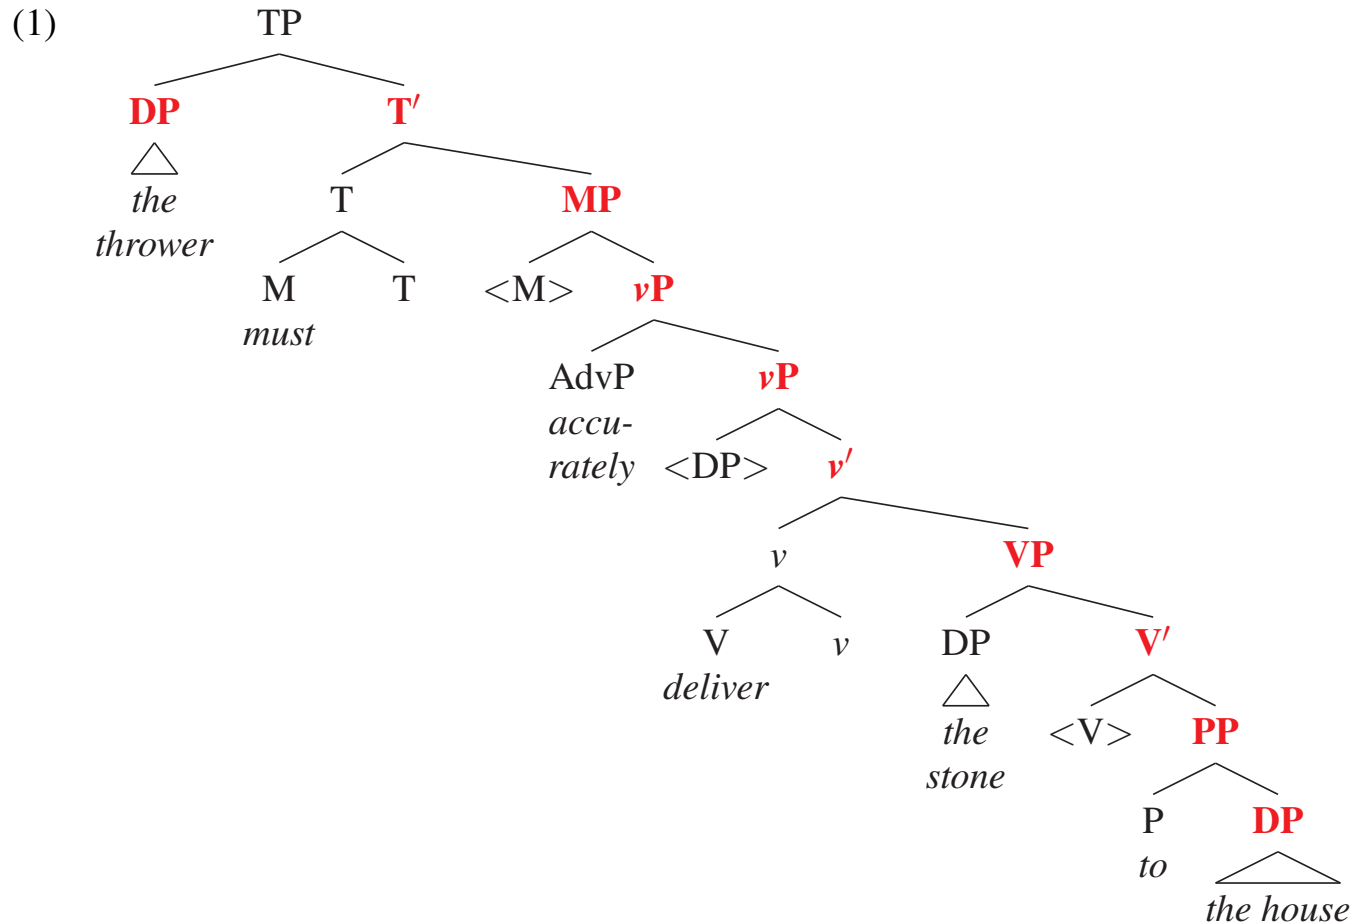 (1) TP
DP T′
the
thrower
T MP
M T <M> vP
must
AdvP vP
accu-
rately
<DP> v′
v VP
V v DP V′
deliver
the
stone
<V> PP
P DP
to
the house